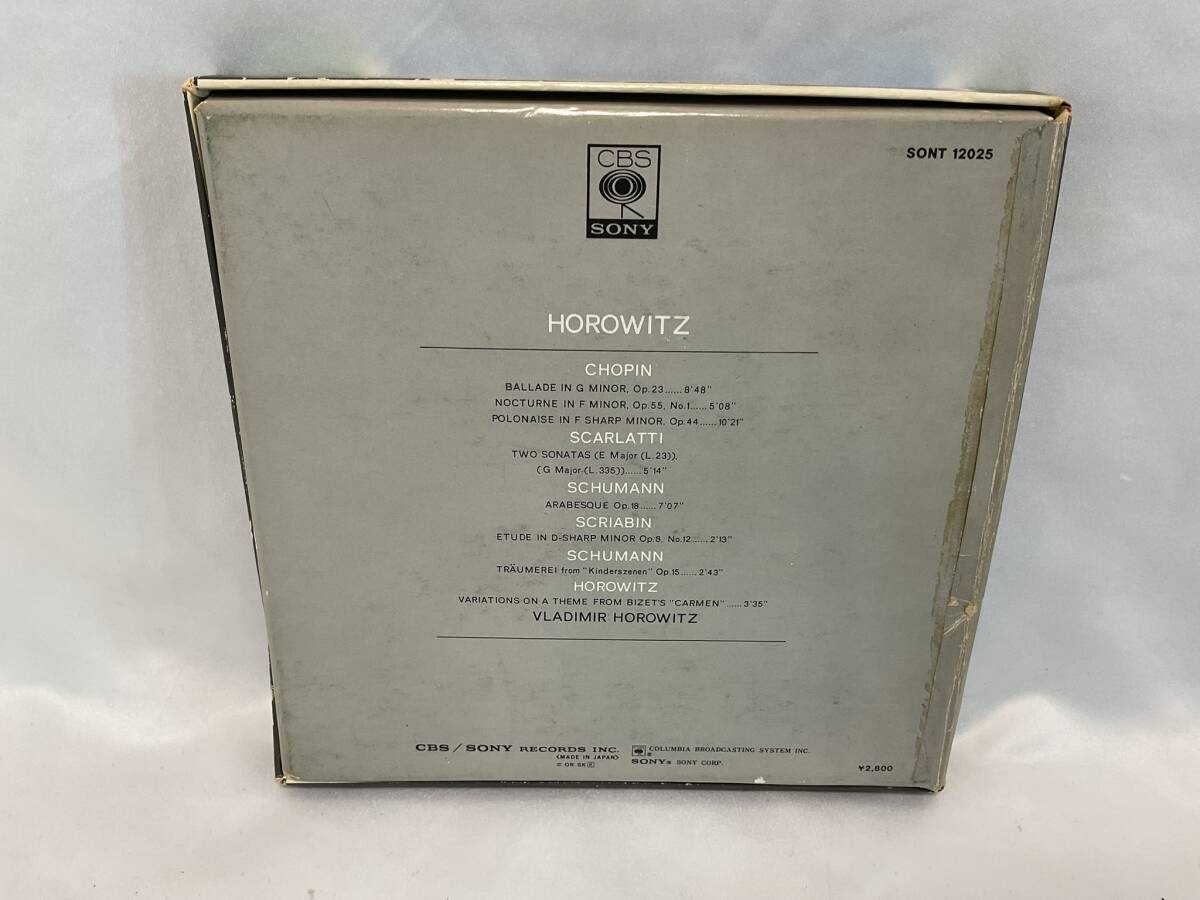 CBS
SONY
SONT 12025
HOROWITZ
CHOPIN
BALLADE IN G MINOR, Op.23......8'48"
NOCTURNE IN F MINOR, Op.55, No.1......5'08"
POLONAISE IN F SHARP MINOR, Op.44......10'21"
SCARLATTI
TWO SONATAS (E Major (L.23)).
(G Major (L.335))......5'14"
SCHUMANN
ARABESQUE Op.18......7'07"
SCRIABIN
ETUDE IN D-SHARP MINOR Op.8, No.12......2'13"
SCHUMANN
TRÄUMEREI from "Kinderszenen" Op.15......2'43"
HOROWITZ
VARIATIONS ON A THEME FROM BIZET'S "CARMEN"......3'35"
VLADIMIR HOROWITZ
CBS / SONY RECORDS INC.
(MADE IN JAPAN)
COLUMBIA BROADCASTING SYSTEM INC.
SONY® SONY CORP.
¥2,800